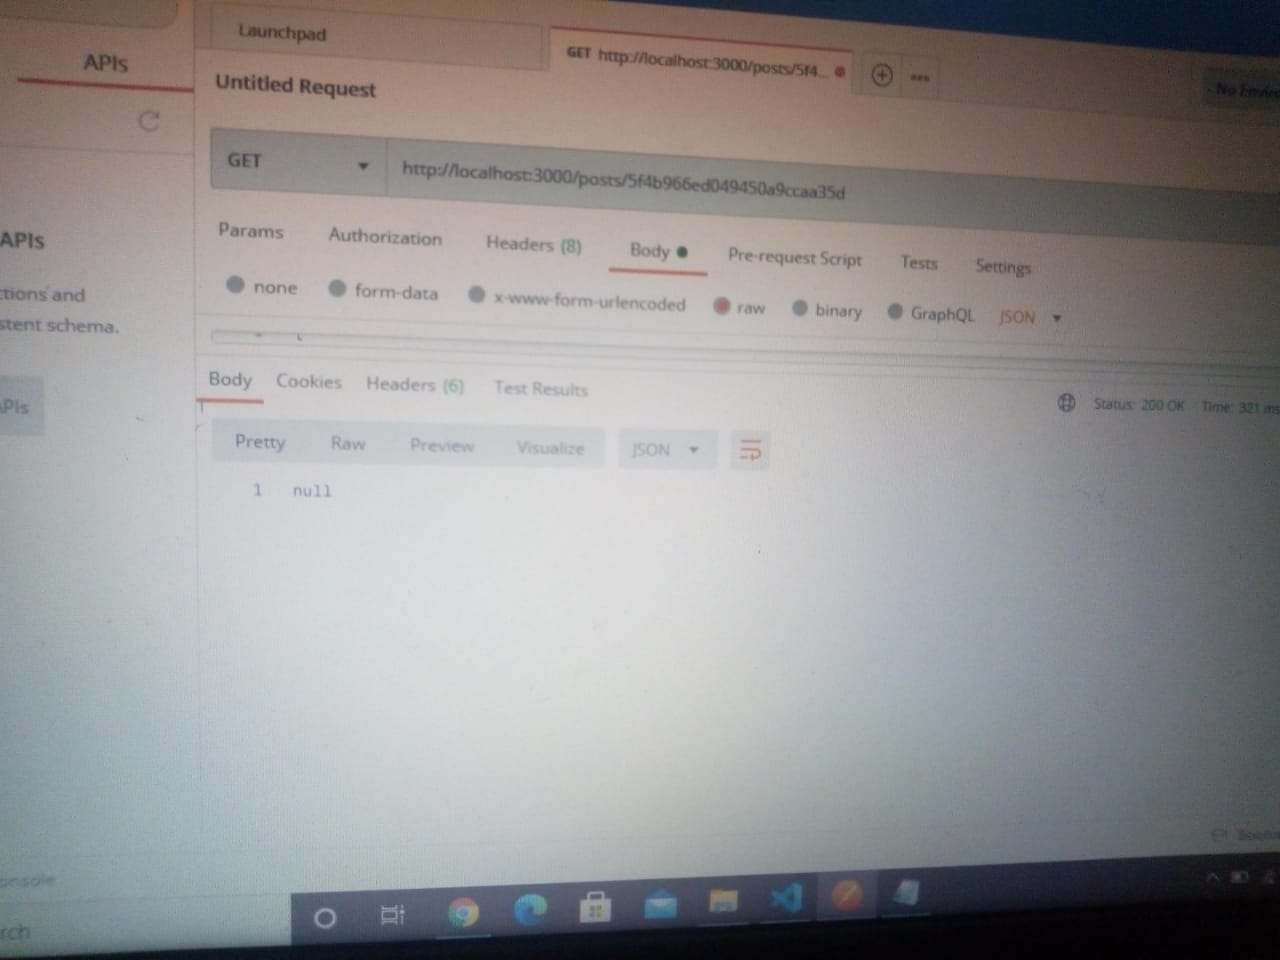 Launchpad
GET http://localhost:3000/posts/5f4...
APIs
No Enviro
Untitled Request
GET
http://localhost:3000/posts/5f4b966ed049450a9ccaa35d
APIs
Params Authorization Headers (8) Body Pre-request Script Tests Settings
ctions and
none form-data x-www-form-urlencoded raw binary GraphQL JSON
stent schema.
Body Cookies Headers (6) Test Results
Status: 200 OK Time: 321 ms
APIs
Pretty Raw Preview Visualize JSON
1 null
onsole
rch